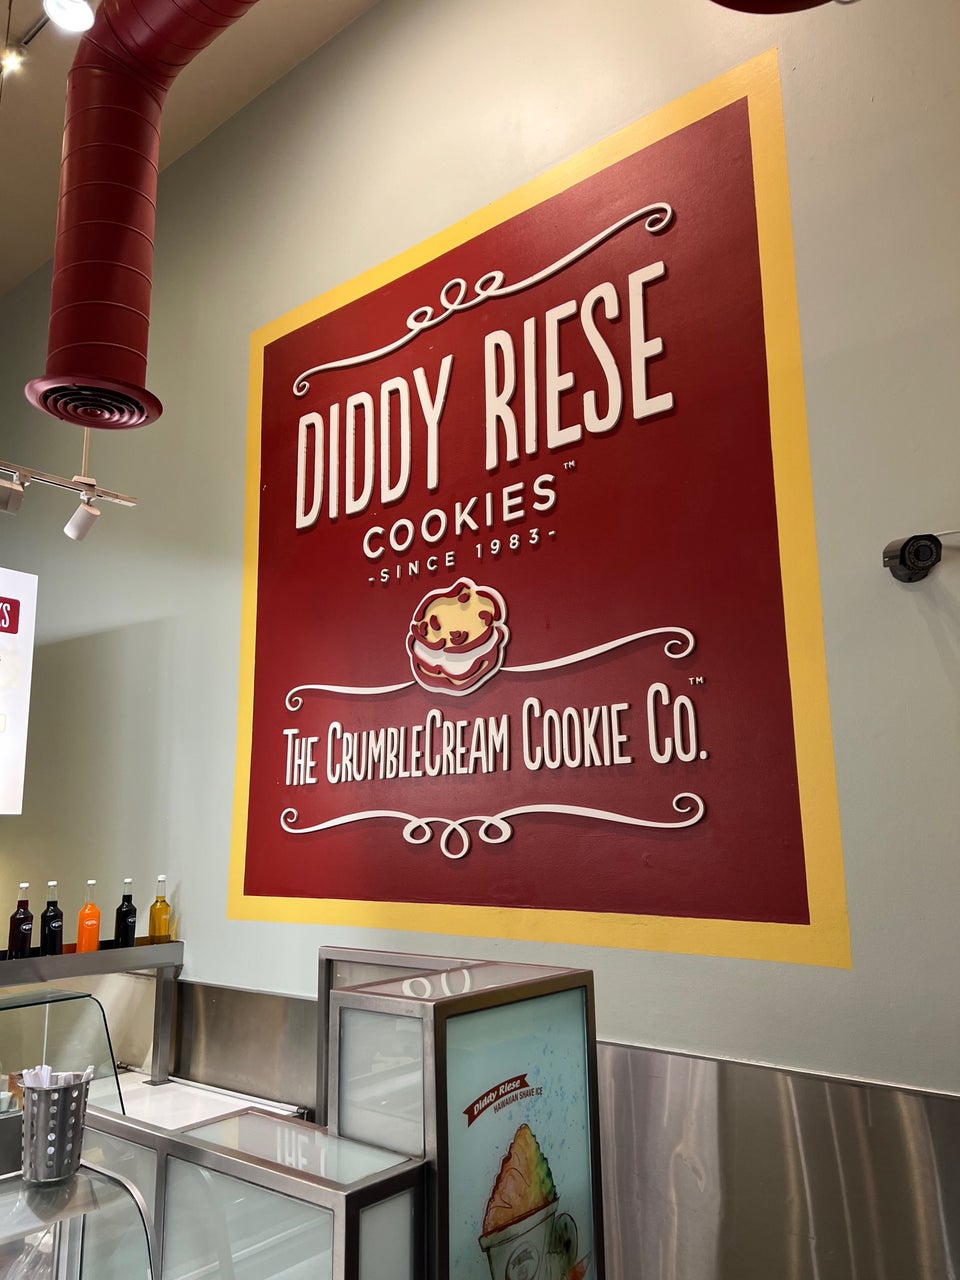 DIDDY RIESE
COOKIES™
-SINCE 1983-
THE CRUMBLECREAM COOKIE CO.™
Diddy Riese
HAWAIIAN SHAVE ICE